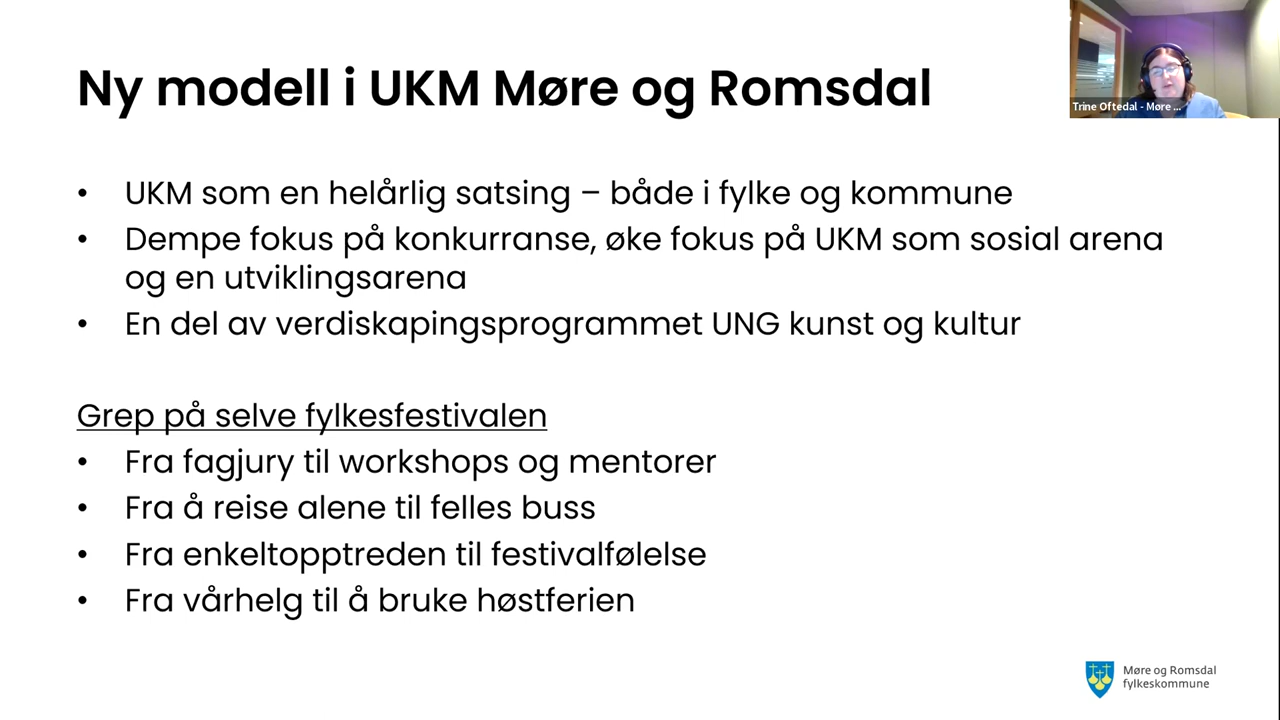 Ny modell i UKM Møre og Romsdal
Trine Oftedal - Møre ...
• UKM som en helårlig satsing – både i fylke og kommune
• Dempe fokus på konkurranse, øke fokus på UKM som sosial arena
og en utviklingsarena
• En del av verdiskapingsprogrammet UNG kunst og kultur
Grep på selve fylkesfestivalen
• Fra fagjury til workshops og mentorer
• Fra å reise alene til felles buss
• Fra enkeltopptreden til festivalfølelse
• Fra vårhelg til å bruke høstferien
Møre og Romsdal
fylkeskommune